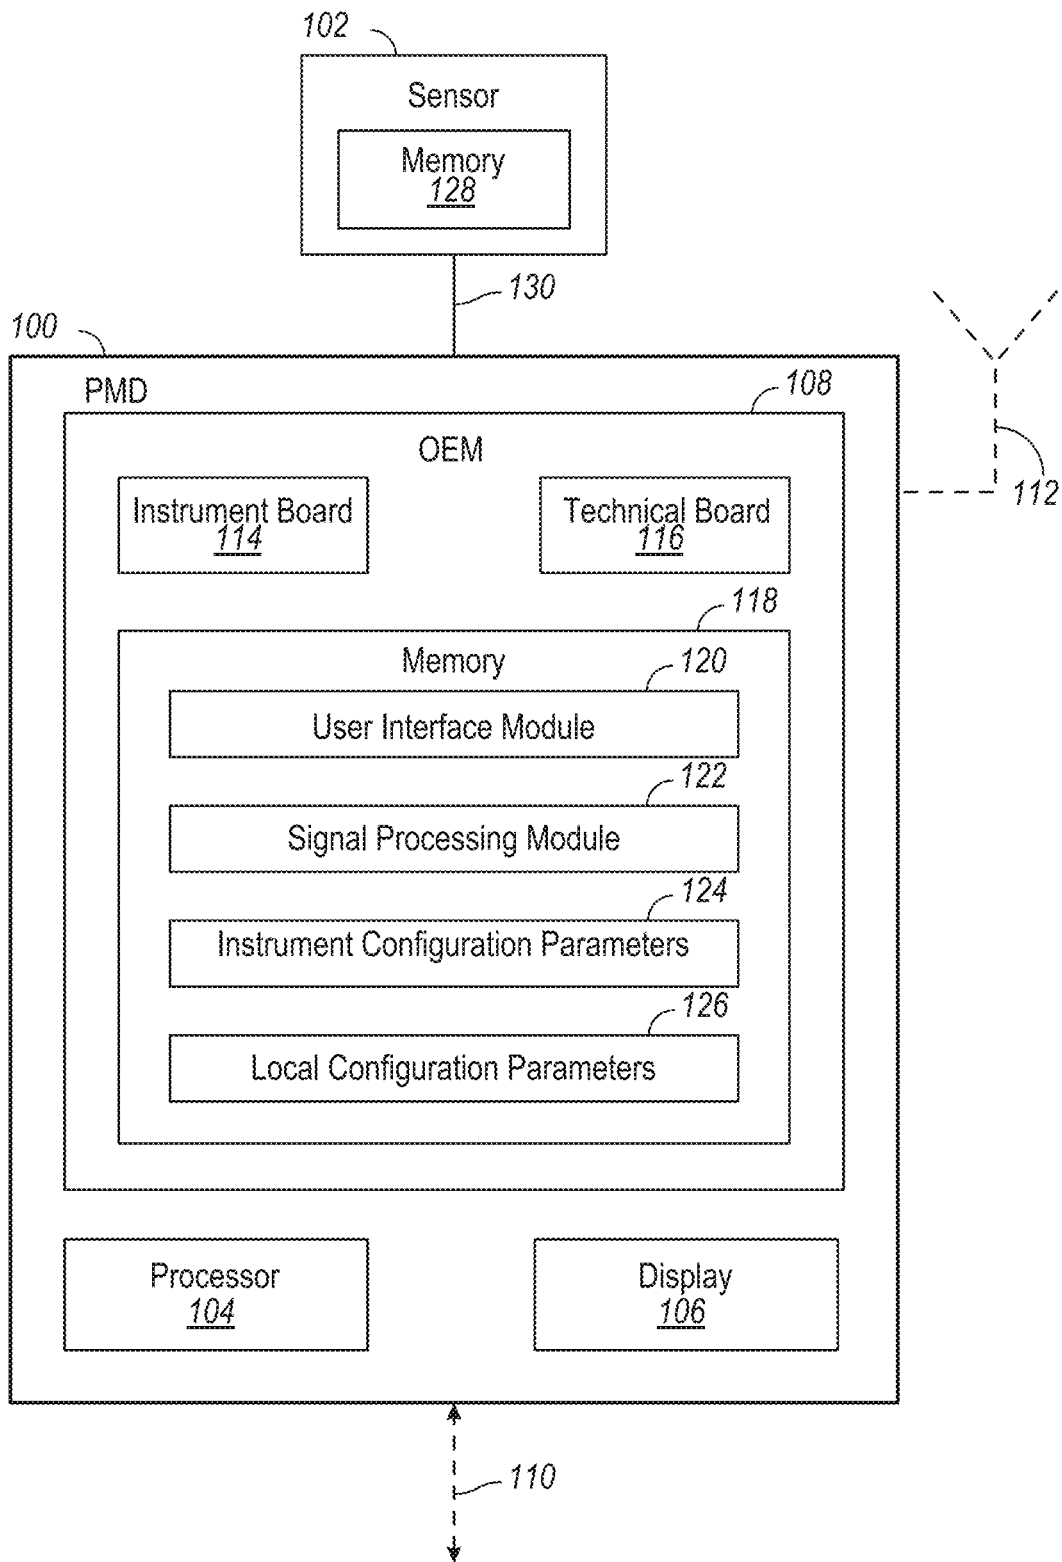 102
Sensor
Memory
128
130
100
PMD
108
OEM
Instrument Board
114
Technical Board
116
112
118
Memory
120
User Interface Module
122
Signal Processing Module
124
Instrument Configuration Parameters
126
Local Configuration Parameters
Processor
104
Display
106
110